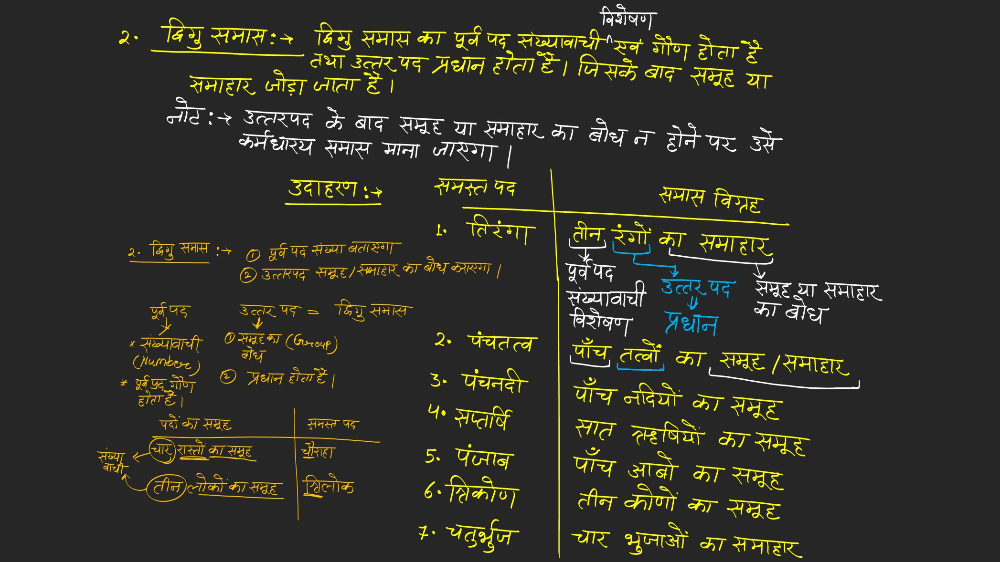 विशेषण
2. द्विगु समास :→ द्विगु समास का पूर्व पद संख्यावाची ^ एवं गौण होता है
तथा उत्तर पद प्रधान होता है। जिसके बाद समूह या
समाहार जोड़ा जाता है।
नोट :→ उत्तरपद के बाद समूह या समाहार का बोध न होने पर उसे
कर्मधारय समास माना जाएगा।
उदाहरण :→ समस्त पद समास विग्रह
1. तिरंगा तीन रंगों का समाहार
पूर्व पद
संख्यावाची
विशेषण
उत्तर पद
प्रधान
समूह या समाहार
का बोध
2. पंचतत्व पाँच तत्वों का समूह / समाहार
3. पंचनदी पाँच नदियों का समूह
4. सप्तर्षि सात ऋषियों का समूह
5. पंजाब पाँच आबो का समूह
6. त्रिकोण तीन कोणों का समूह
7. चतुर्भुज चार भुजाओं का समाहार
2. द्विगु समास :→ ① पूर्व पद संख्या बताएगा
② उत्तरपद समूह / समाहार का बोध कराएगा।
पूर्व पद उत्तर पद = द्विगु समास
* संख्यावाची
(Number)
* पूर्व पद गौण
होता है।
① समूह का (Group)
बोध
② प्रधान होता है।
पदों का समूह समस्त पद
चार रास्तों का समूह चौराहा
संख्या
वाची
तीन लोकों का समूह त्रिलोक